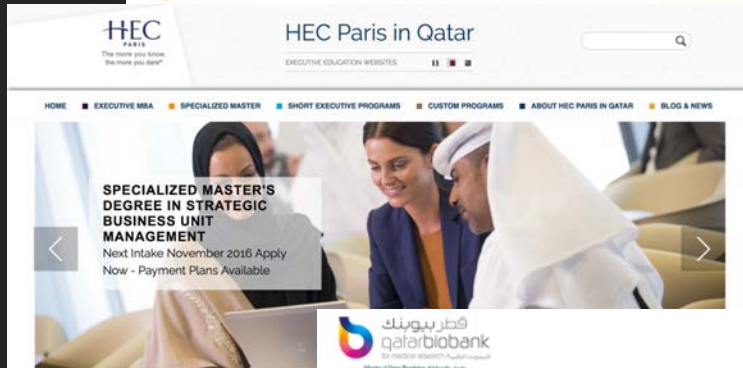 HEC
PARIS
The more you know,
the more you dare®
HEC Paris in Qatar
EXECUTIVE EDUCATION WEBSITES
HOME EXECUTIVE MBA SPECIALIZED MASTER SHORT EXECUTIVE PROGRAMS CUSTOM PROGRAMS ABOUT HEC PARIS IN QATAR BLOG & NEWS
SPECIALIZED MASTER'S
DEGREE IN STRATEGIC
BUSINESS UNIT
MANAGEMENT
Next Intake November 2016 Apply
Now - Payment Plans Available
قطر بيوبنك
qatarbiobank
for medical research